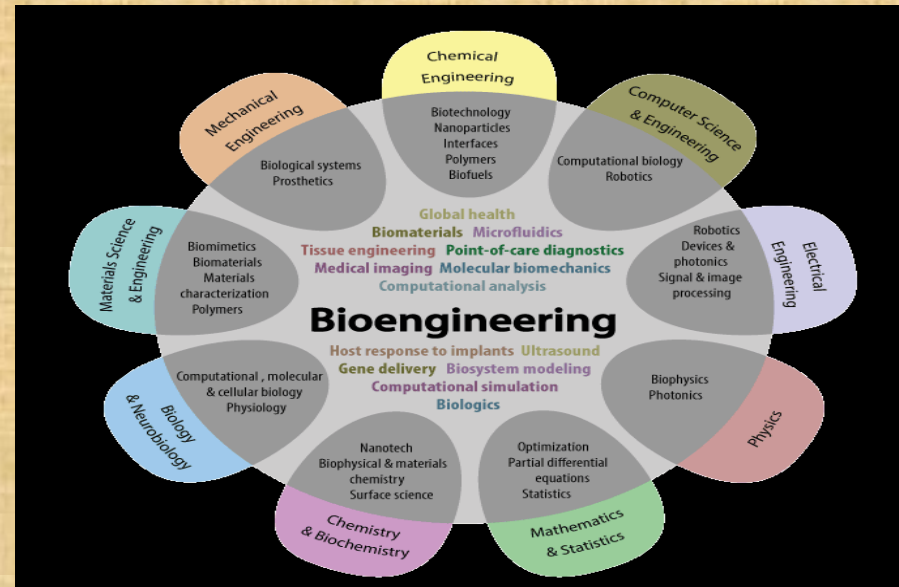 Chemical
Engineering
Biotechnology
Nanoparticles
Interfaces
Polymers
Biofuels
Mechanical
Engineering
Biological systems
Prosthetics
Computer Science
& Engineering
Computational biology
Robotics
Materials Science
& Engineering
Biomimetics
Biomaterials
Materials
characterization
Polymers
Electrical
Engineering
Robotics
Devices &
photonics
Signal & image
processing
Global health
Biomaterials Microfluidics
Tissue engineering Point-of-care diagnostics
Medical imaging Molecular biomechanics
Computational analysis
Bioengineering
Host response to implants Ultrasound
Gene delivery Biosystem modeling
Computational simulation
Biologics
Biology
& Neurobiology
Computational , molecular
& cellular biology
Physiology
Physics
Biophysics
Photonics
Nanotech
Biophysical & materials
chemistry
Surface science
Chemistry
& Biochemistry
Optimization
Partial differential
equations
Statistics
Mathematics
& Statistics